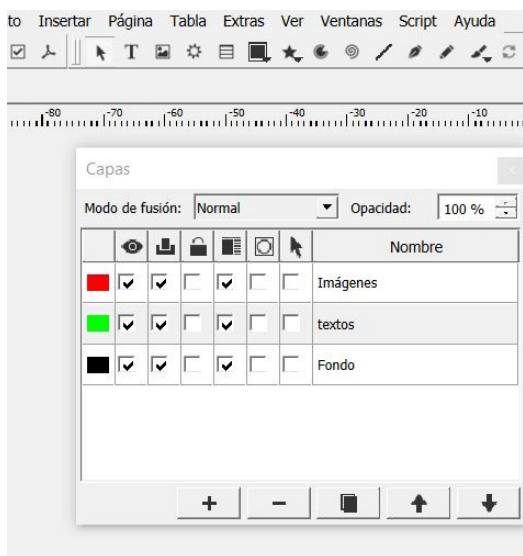 to Insertar Página Tabla Extras Ver Ventanas Script Ayuda
T
-80 -70 -60 -50 -40 -30 -20 -10
Capas
Modo de fusión: Normal Opacidad: 100 %
Nombre
Imágenes
textos
Fondo